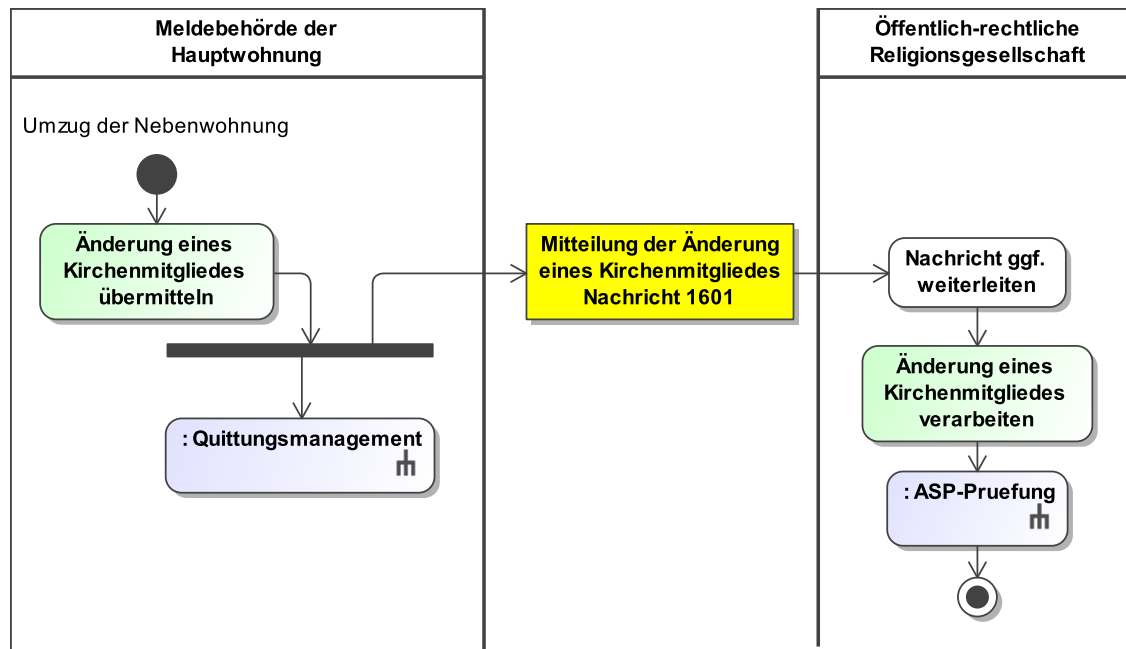 Meldebehörde der
Hauptwohnung
Öffentlich-rechtliche
Religionsgesellschaft
Umzug der Nebenwohnung
Änderung eines
Kirchenmitgliedes
übermitteln
: Quittungsmanagement
Mitteilung der Änderung
eines Kirchenmitgliedes
Nachricht 1601
Nachricht ggf.
weiterleiten
Änderung eines
Kirchenmitgliedes
verarbeiten
: ASP-Pruefung